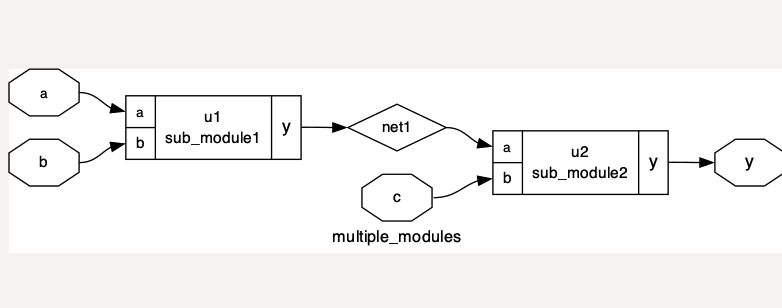 a
b
a
b
u1
sub_module1
y
net1
c
a
b
u2
sub_module2
y
y
multiple_modules